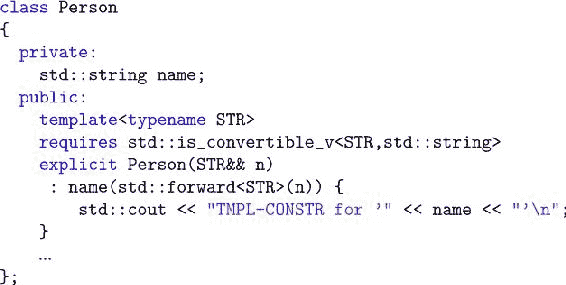 class Person
{
private:
std::string name;
public:
template<typename STR>
requires std::is_convertible_v<STR,std::string>
explicit Person(STR&& n)
: name(std::forward<STR>(n)) {
std::cout << "TMPL-CONSTR for '" << name << "'\n";
}
...
};